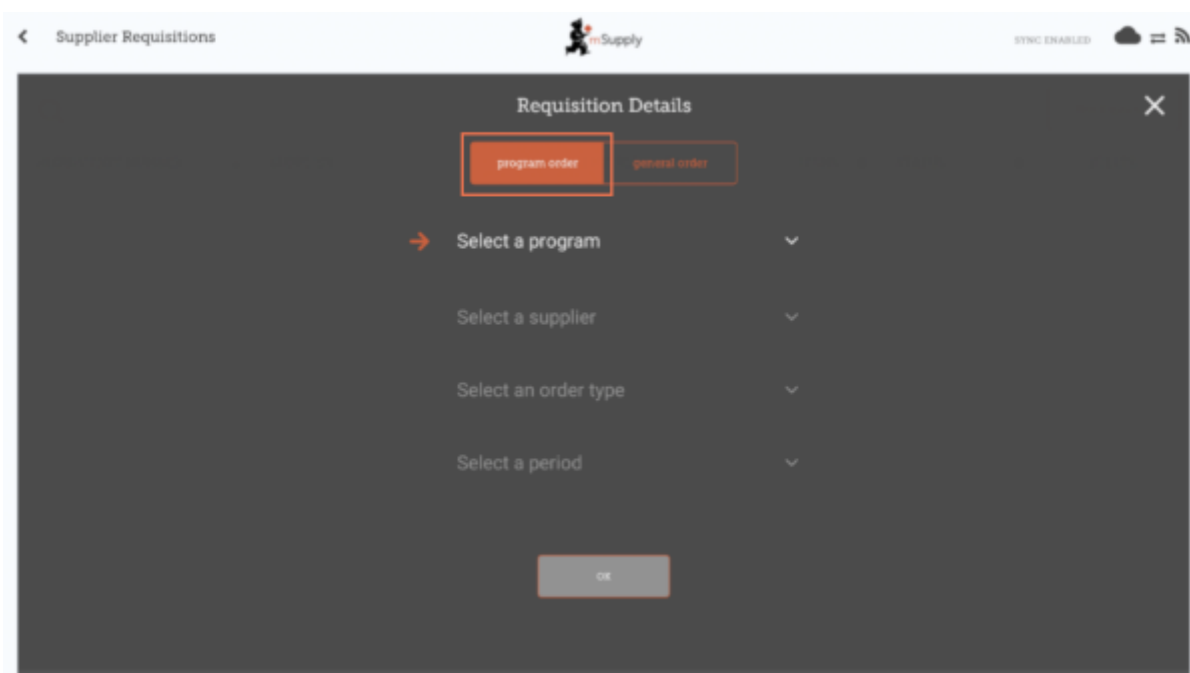 Supplier Requisitions
mSupply
SYNC ENABLED
Requisition Details
program order
general order
Select a program
Select a supplier
Select an order type
Select a period
OK